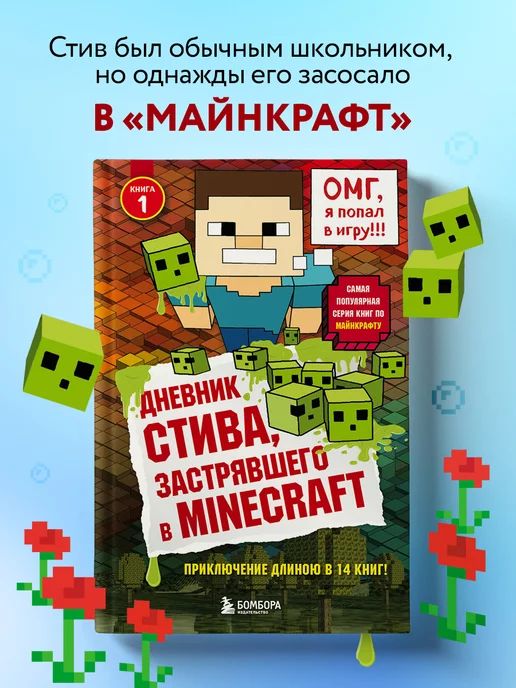 Стив был обычным школьником,
но однажды его засосало
В «МАЙНКРАФТ»
КНИГА
1
ОМГ,
я попал
в игру!!!
САМАЯ
ПОПУЛЯРНАЯ
СЕРИЯ КНИГ ПО
МАЙНКРАФТУ
ДНЕВНИК
СТИВА,
ЗАСТРЯВШЕГО
В MINECRAFT
ПРИКЛЮЧЕНИЕ ДЛИНОЮ В 14 КНИГ!
БОМБОРА
ИЗДАТЕЛЬСТВО